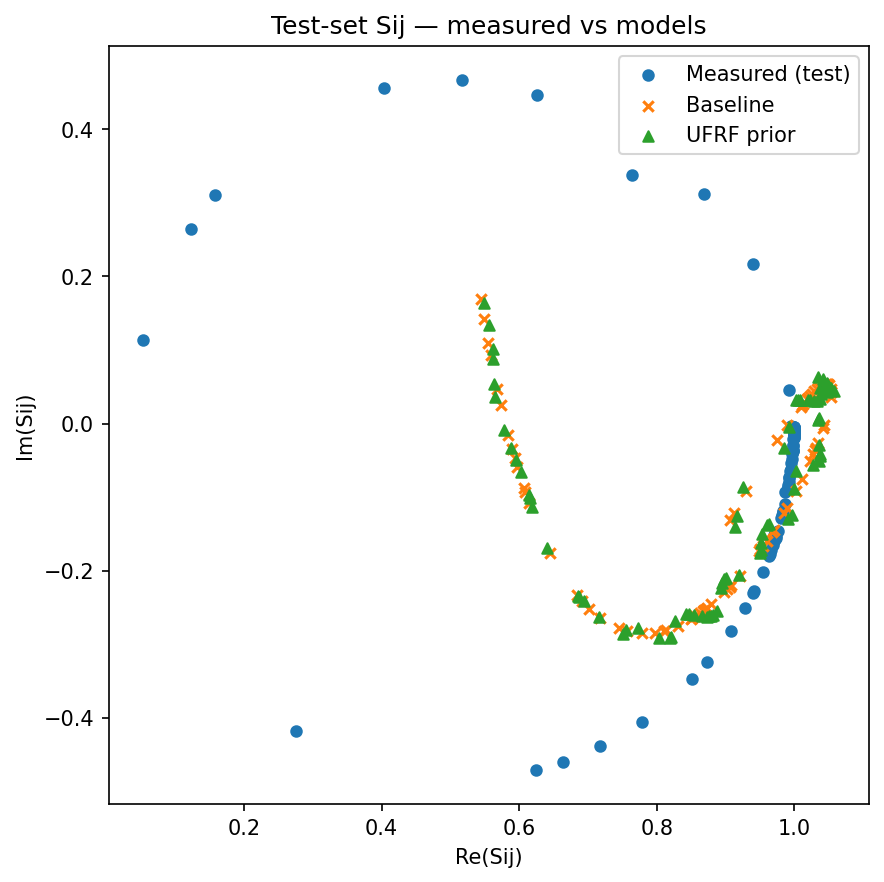 Test-set Sij — measured vs models
Measured (test)
Baseline
UFRF prior
Im(Sij)
0.4
0.2
0.0
−0.2
−0.4
0.2
0.4
0.6
0.8
1.0
Re(Sij)